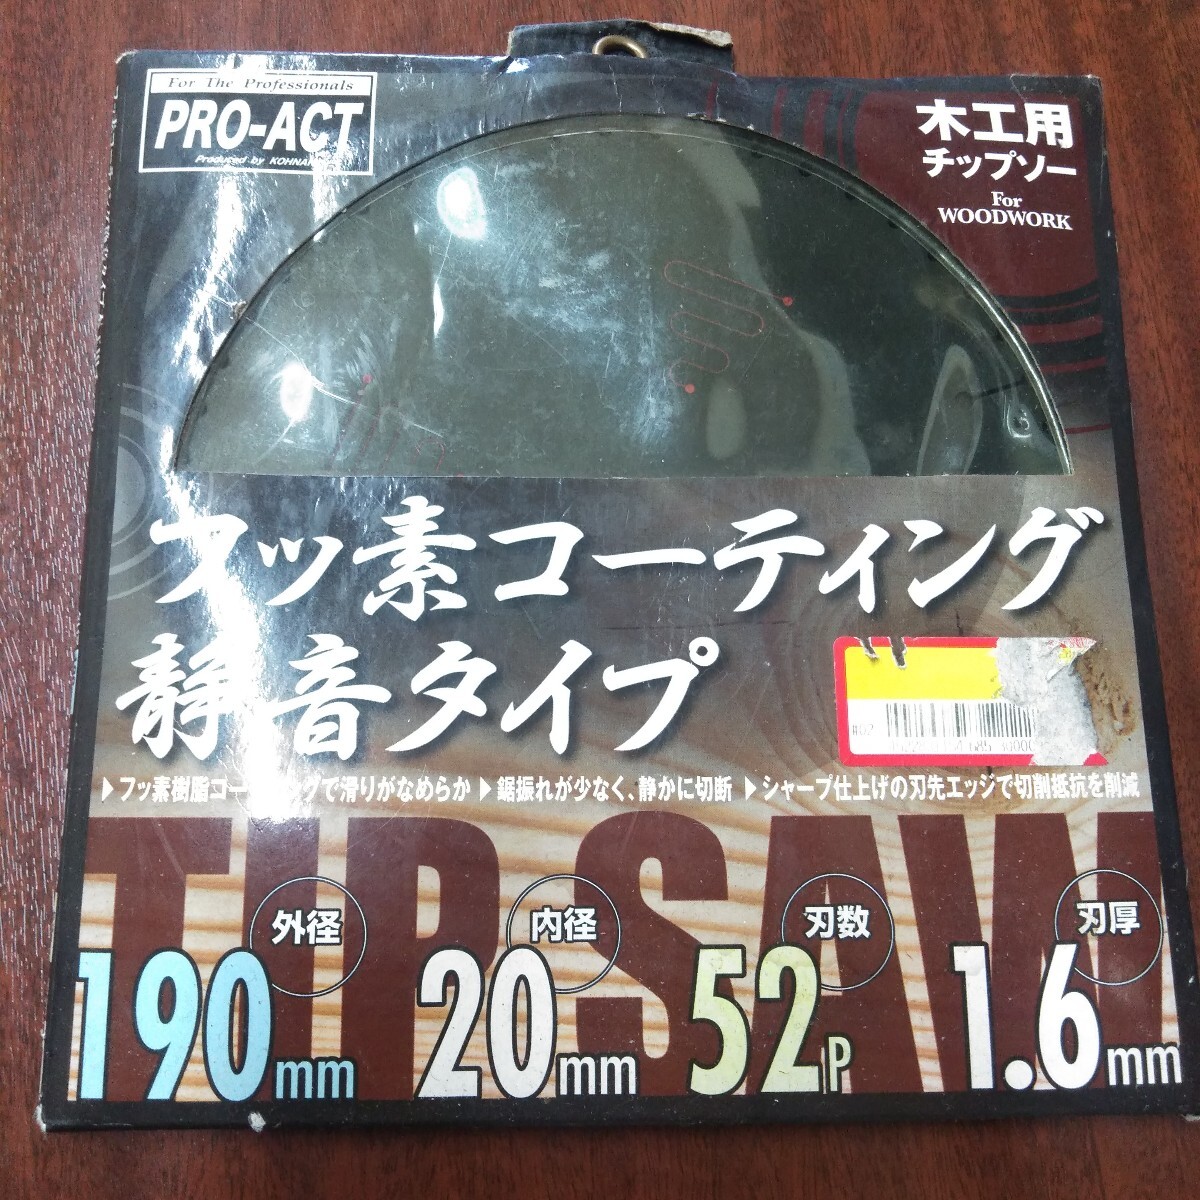 For The Professionals
PRO-ACT
Produced by
木工用
チップソー
For
WOODWORK
フッ素コーティング
静音タイプ
#02
▶フッ素樹脂コーティングで滑りがなめらか ▶鋸振れが少なく、静かに切断 ▶シャープ仕上げの刃先エッジで切削抵抗を削減
TIP SAW
外径 内径 刃数 刃厚
190mm 20mm 52P 1.6mm